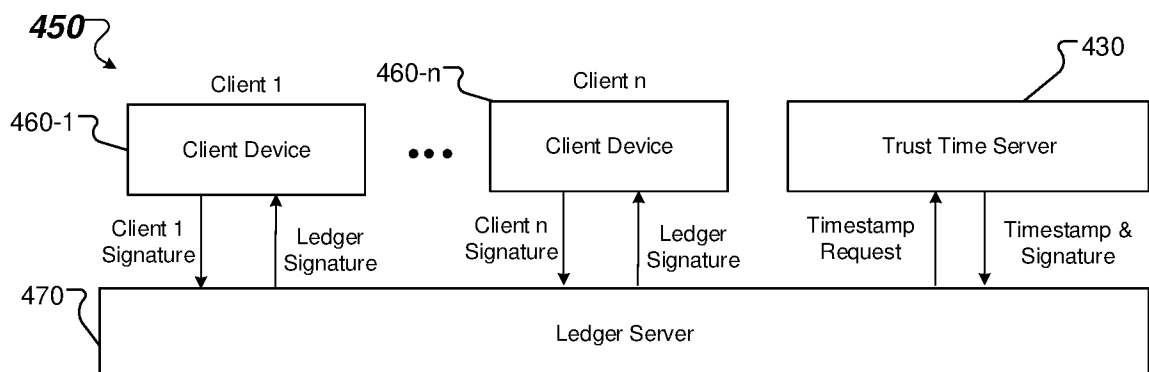 450
430
460-n
Client 1
Client n
460-1
Client Device
•••
Client Device
Trust Time Server
Client 1
Signature
Ledger
Signature
Client n
Signature
Ledger
Signature
Timestamp
Request
Timestamp &
Signature
470
Ledger Server